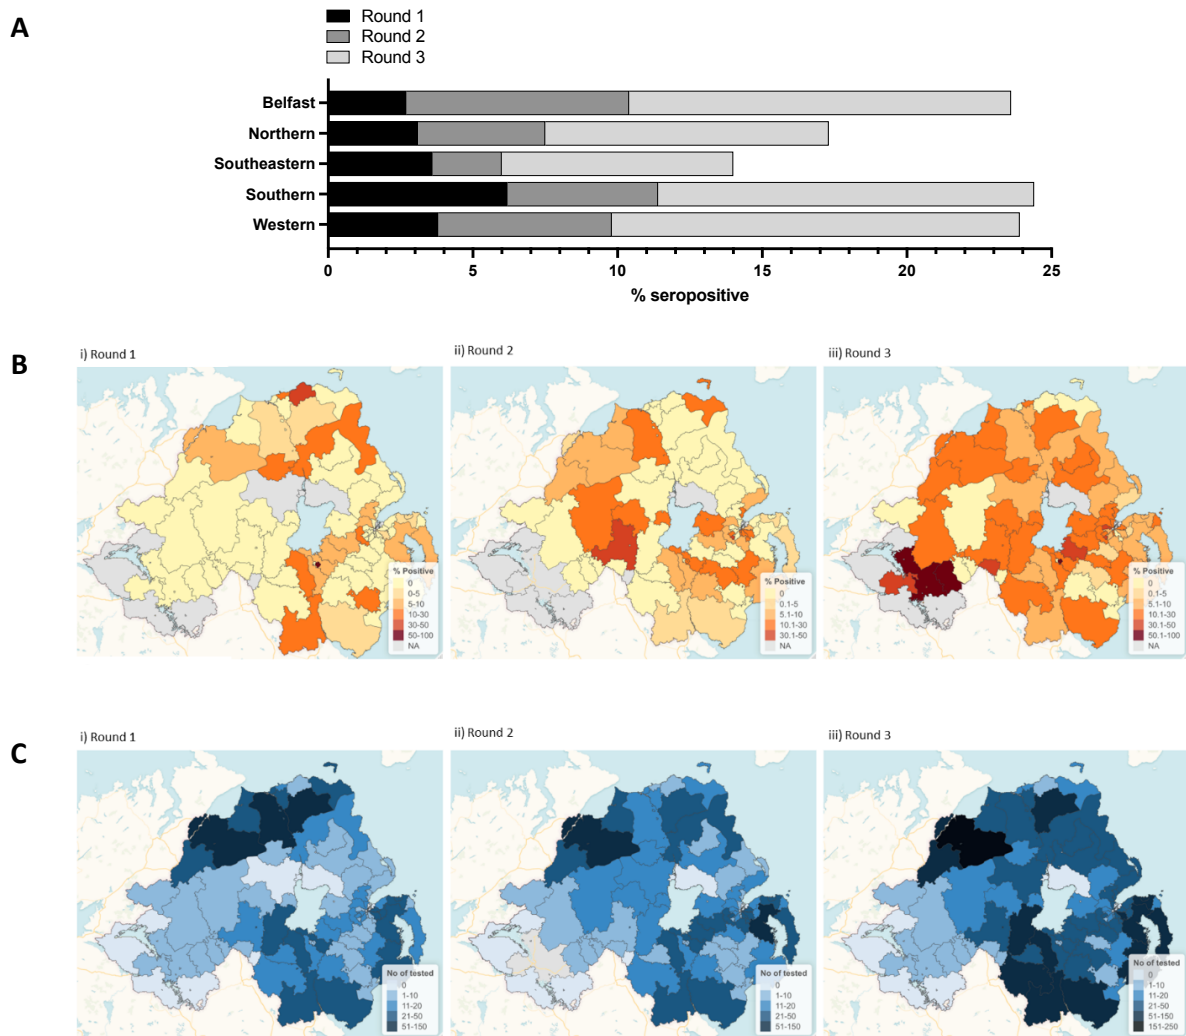 A
Round 1
Round 2
Round 3
Belfast
Northern
Southeastern
Southern
Western
0 5 10 15 20 25
% seropositive
B
i) Round 1
ii) Round 2
iii) Round 3
% Positive
0
0-5
5-10
10-30
30-50
50-100
NA
% Positive
0
0.1-5
5.1-10
10.1-30
30.1-50
NA
% Positive
0
0.1-5
5.1-10
10.1-30
30.1-50
50.1-100
NA
C
i) Round 1
ii) Round 2
iii) Round 3
No of tested
0
1-10
11-20
21-50
51-150
No of tested
0
1-10
11-20
21-50
51-150
No of tested
0
1-10
11-20
21-50
51-150
151-250